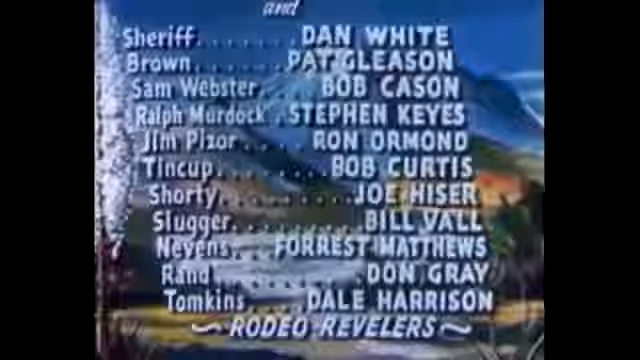 and
Sheriff........DAN WHITE
Brown.......PAT GLEASON
Sam Webster...BOB CASON
Ralph Murdock..STEPHEN KEYES
Jim Pizor.....RON ORMOND
Tincup........BOB CURTIS
Shorty..........JOE HISER
Slugger..........BILL VALL
Nevens...FORREST MATTHEWS
Rand...........DON GRAY
Tomkins....DALE HARRISON
~ RODEO REVELERS ~